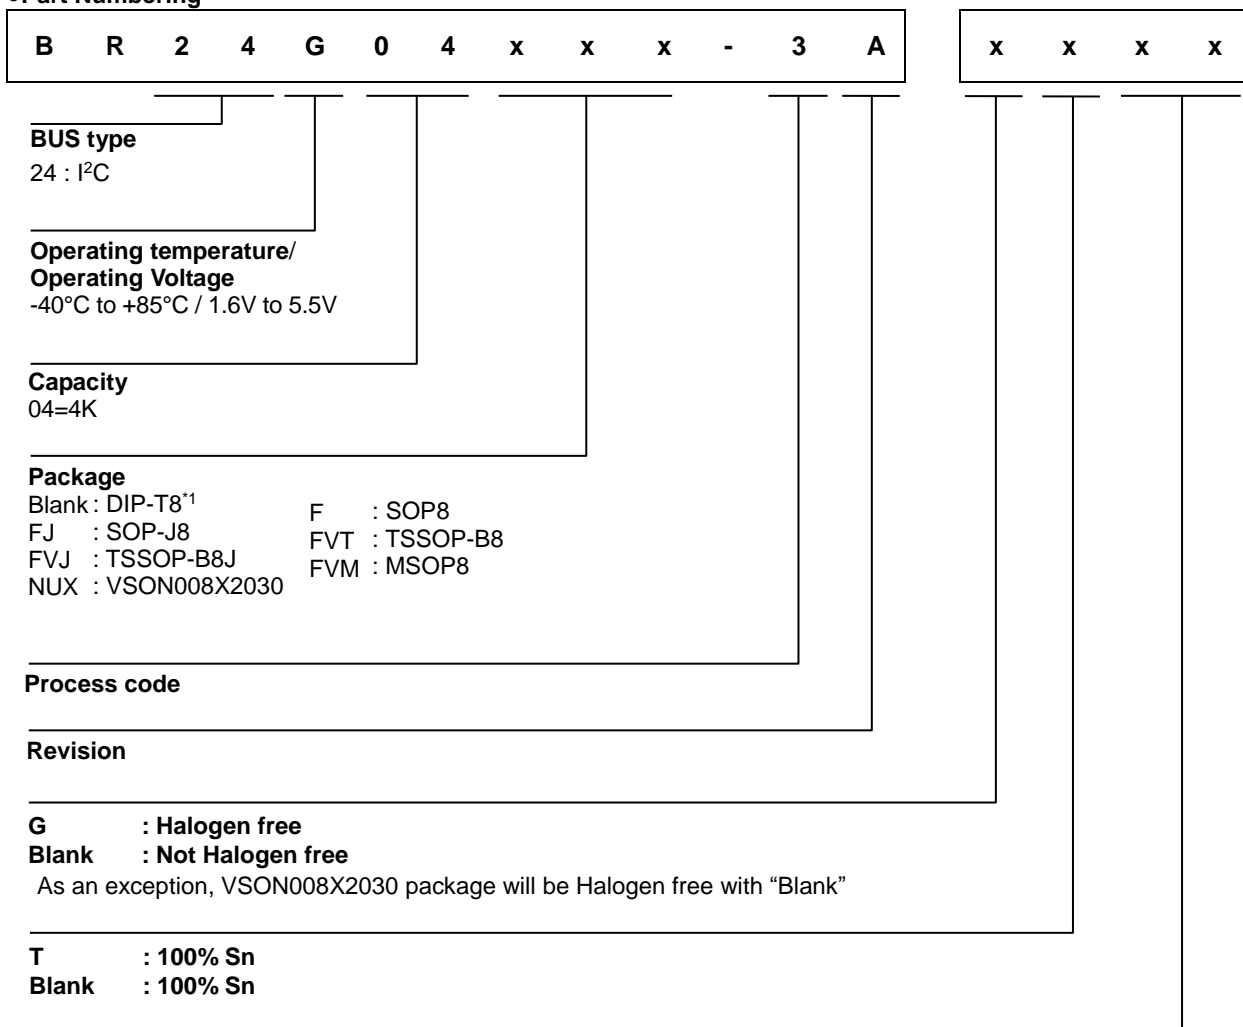 ●Part Numbering
B R 2 4 G 0 4 x x x - 3 A x x x x
BUS type
24 : I²C
Operating temperature/
Operating Voltage
-40°C to +85°C / 1.6V to 5.5V
Capacity
04=4K
Package
Blank : DIP-T8*1
F : SOP8
FJ : SOP-J8
FVT : TSSOP-B8
FVJ : TSSOP-B8J
FVM : MSOP8
NUX : VSON008X2030
Process code
Revision
G : Halogen free
Blank : Not Halogen free
As an exception, VSON008X2030 package will be Halogen free with “Blank”
T : 100% Sn
Blank : 100% Sn